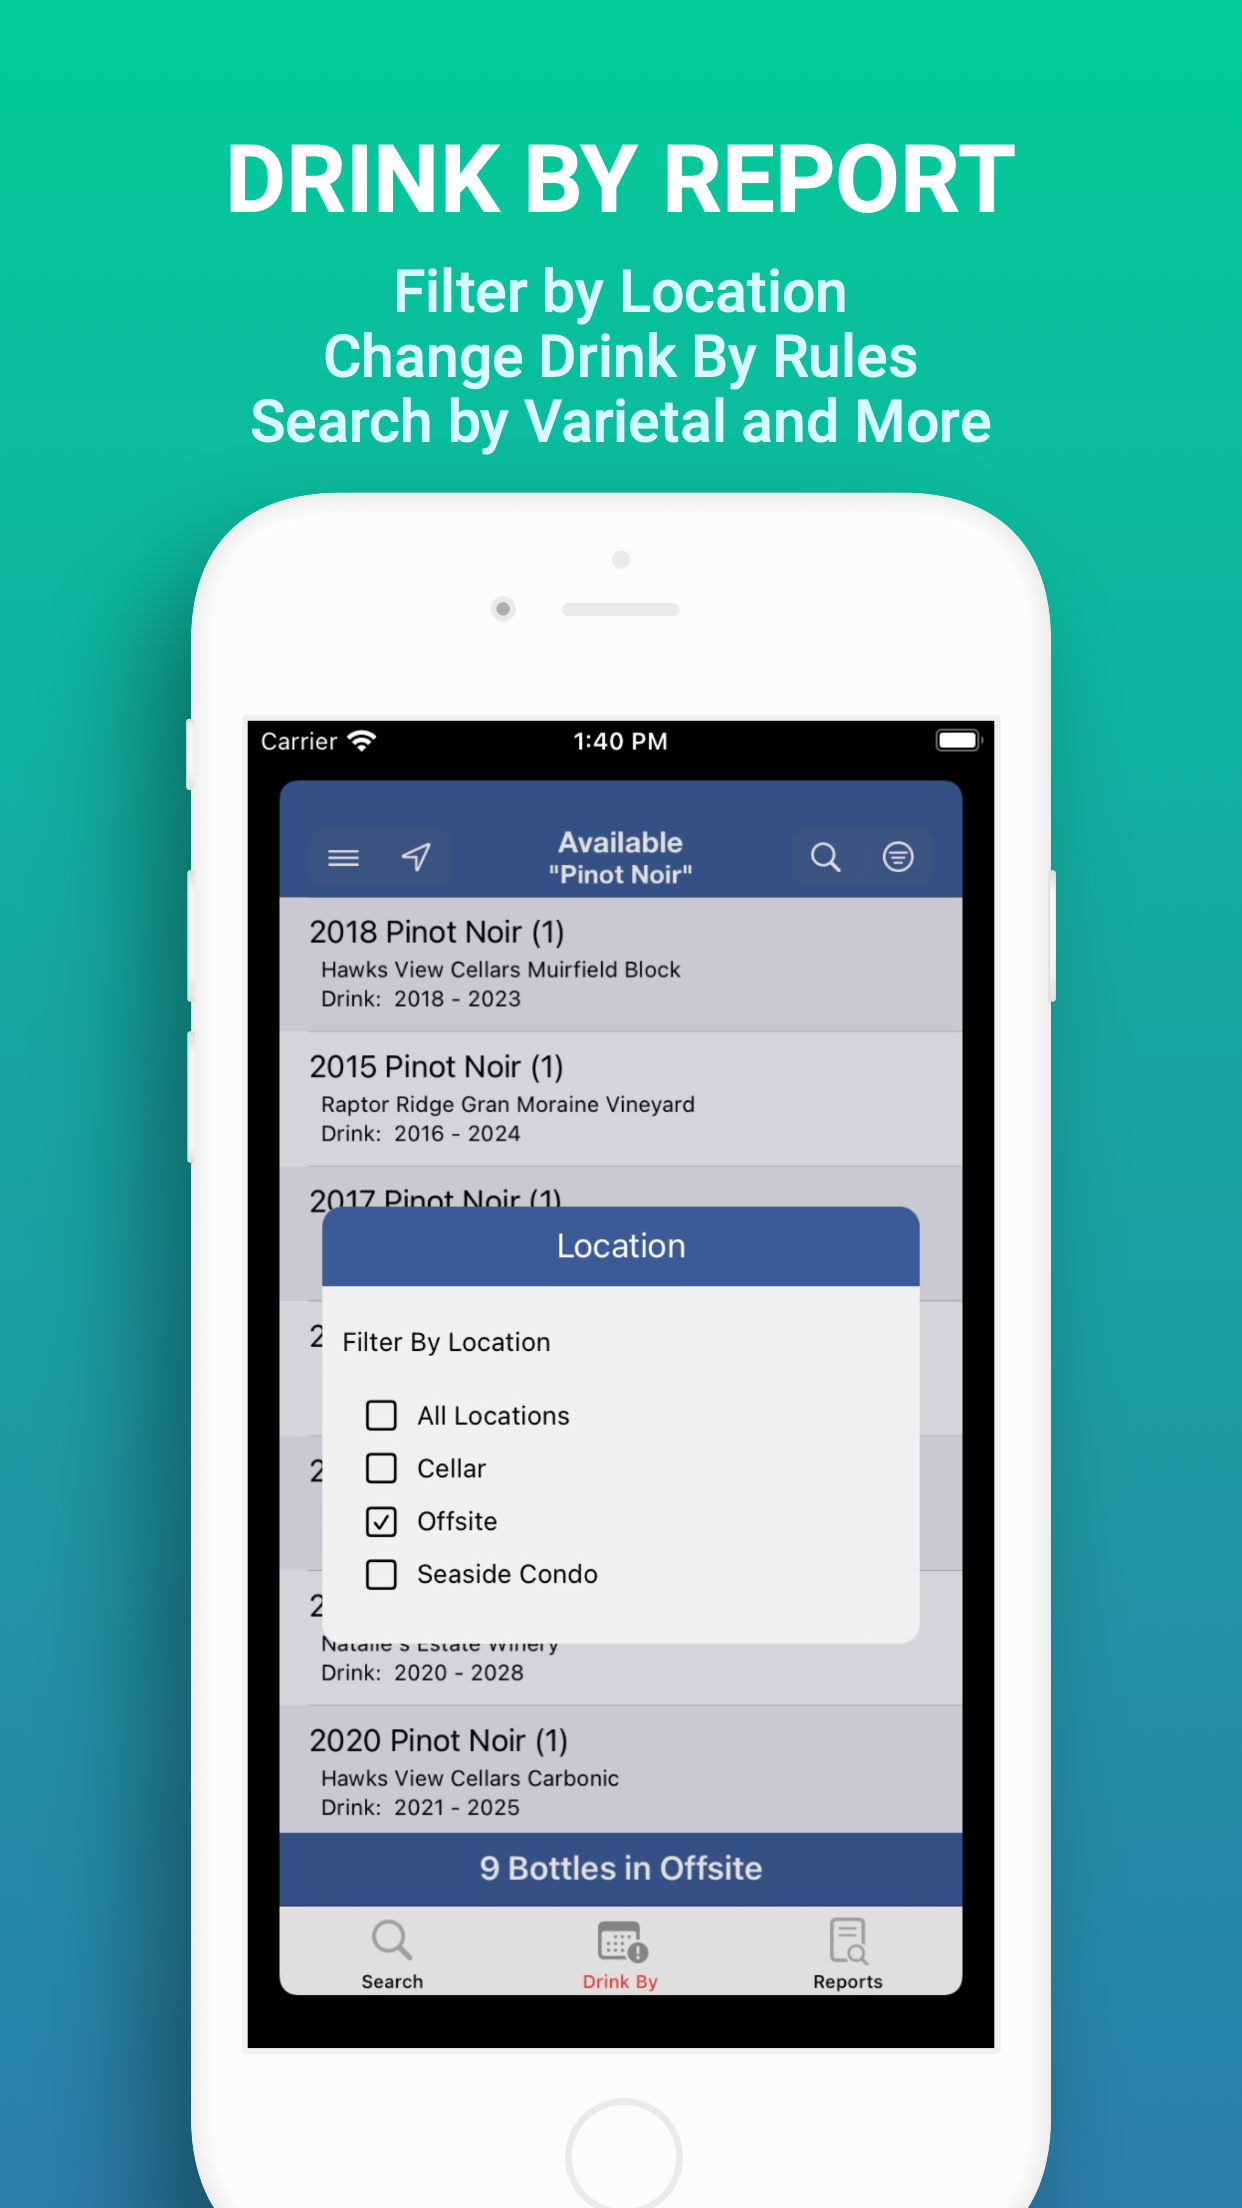 DRINK BY REPORT
Filter by Location
Change Drink By Rules
Search by Varietal and More
Carrier
1:40 PM
Available
"Pinot Noir"
2018 Pinot Noir (1)
Hawks View Cellars Muirfield Block
Drink: 2018 - 2023
2015 Pinot Noir (1)
Raptor Ridge Gran Moraine Vineyard
Drink: 2016 - 2024
2017 Pinot Noir (1)
Location
Filter By Location
All Locations
Cellar
Offsite
Seaside Condo
Natalie's Estate Winery
Drink: 2020 - 2028
2020 Pinot Noir (1)
Hawks View Cellars Carbonic
Drink: 2021 - 2025
9 Bottles in Offsite
Search
Drink By
Reports